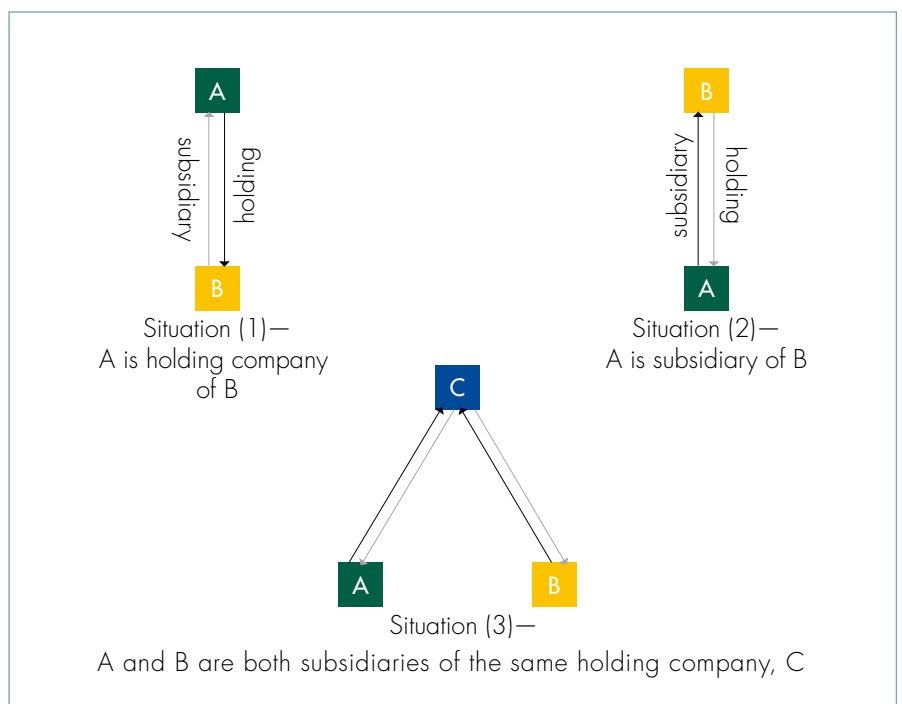 A
subsidiary
holding
B
Situation (1)—
A is holding company
of B
B
subsidiary
holding
A
Situation (2)—
A is subsidiary of B
C
A
B
Situation (3)—
A and B are both subsidiaries of the same holding company, C